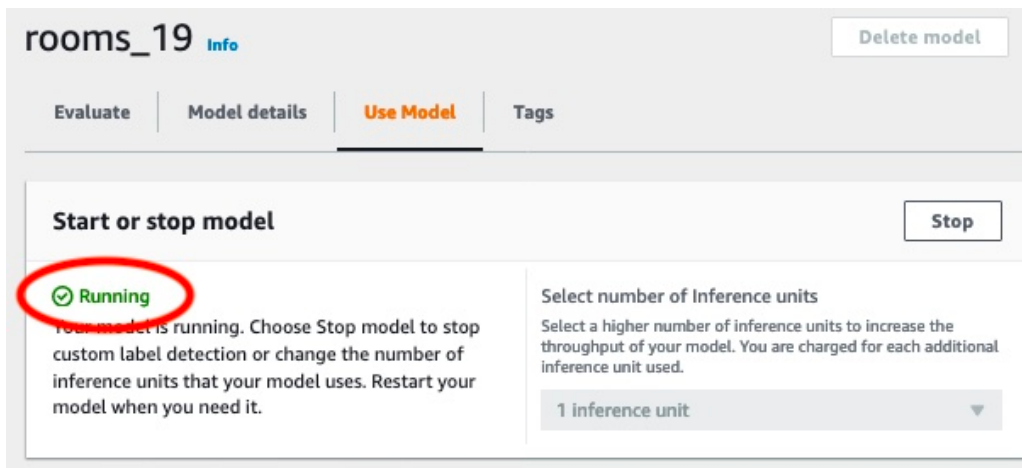 rooms_19 Info
Delete model
Evaluate
Model details
Use Model
Tags
Start or stop model
Stop
Running
Your model is running. Choose Stop model to stop
custom label detection or change the number of
inference units that your model uses. Restart your
model when you need it.
Select number of Inference units
Select a higher number of inference units to increase the
throughput of your model. You are charged for each additional
inference unit used.
1 inference unit